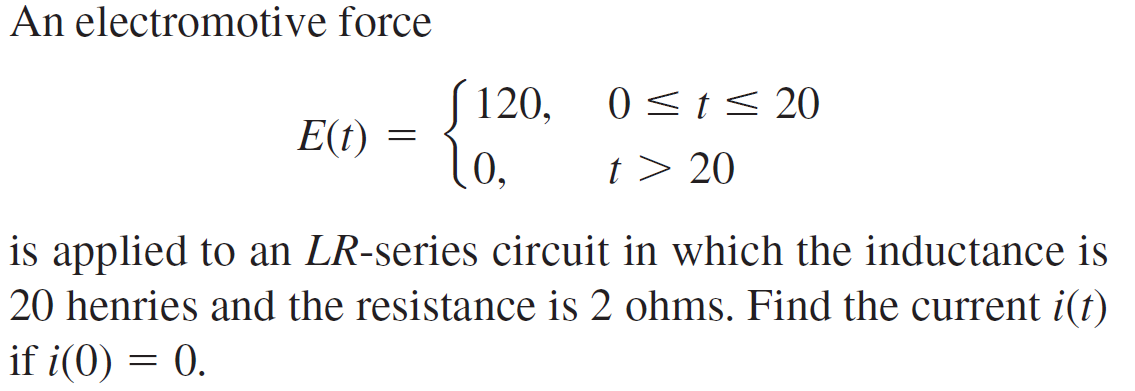 An electromotive force
E(t) = { 120, 0 ≤ t ≤ 20
0, t > 20
is applied to an LR-series circuit in which the inductance is
20 henries and the resistance is 2 ohms. Find the current i(t)
if i(0) = 0.